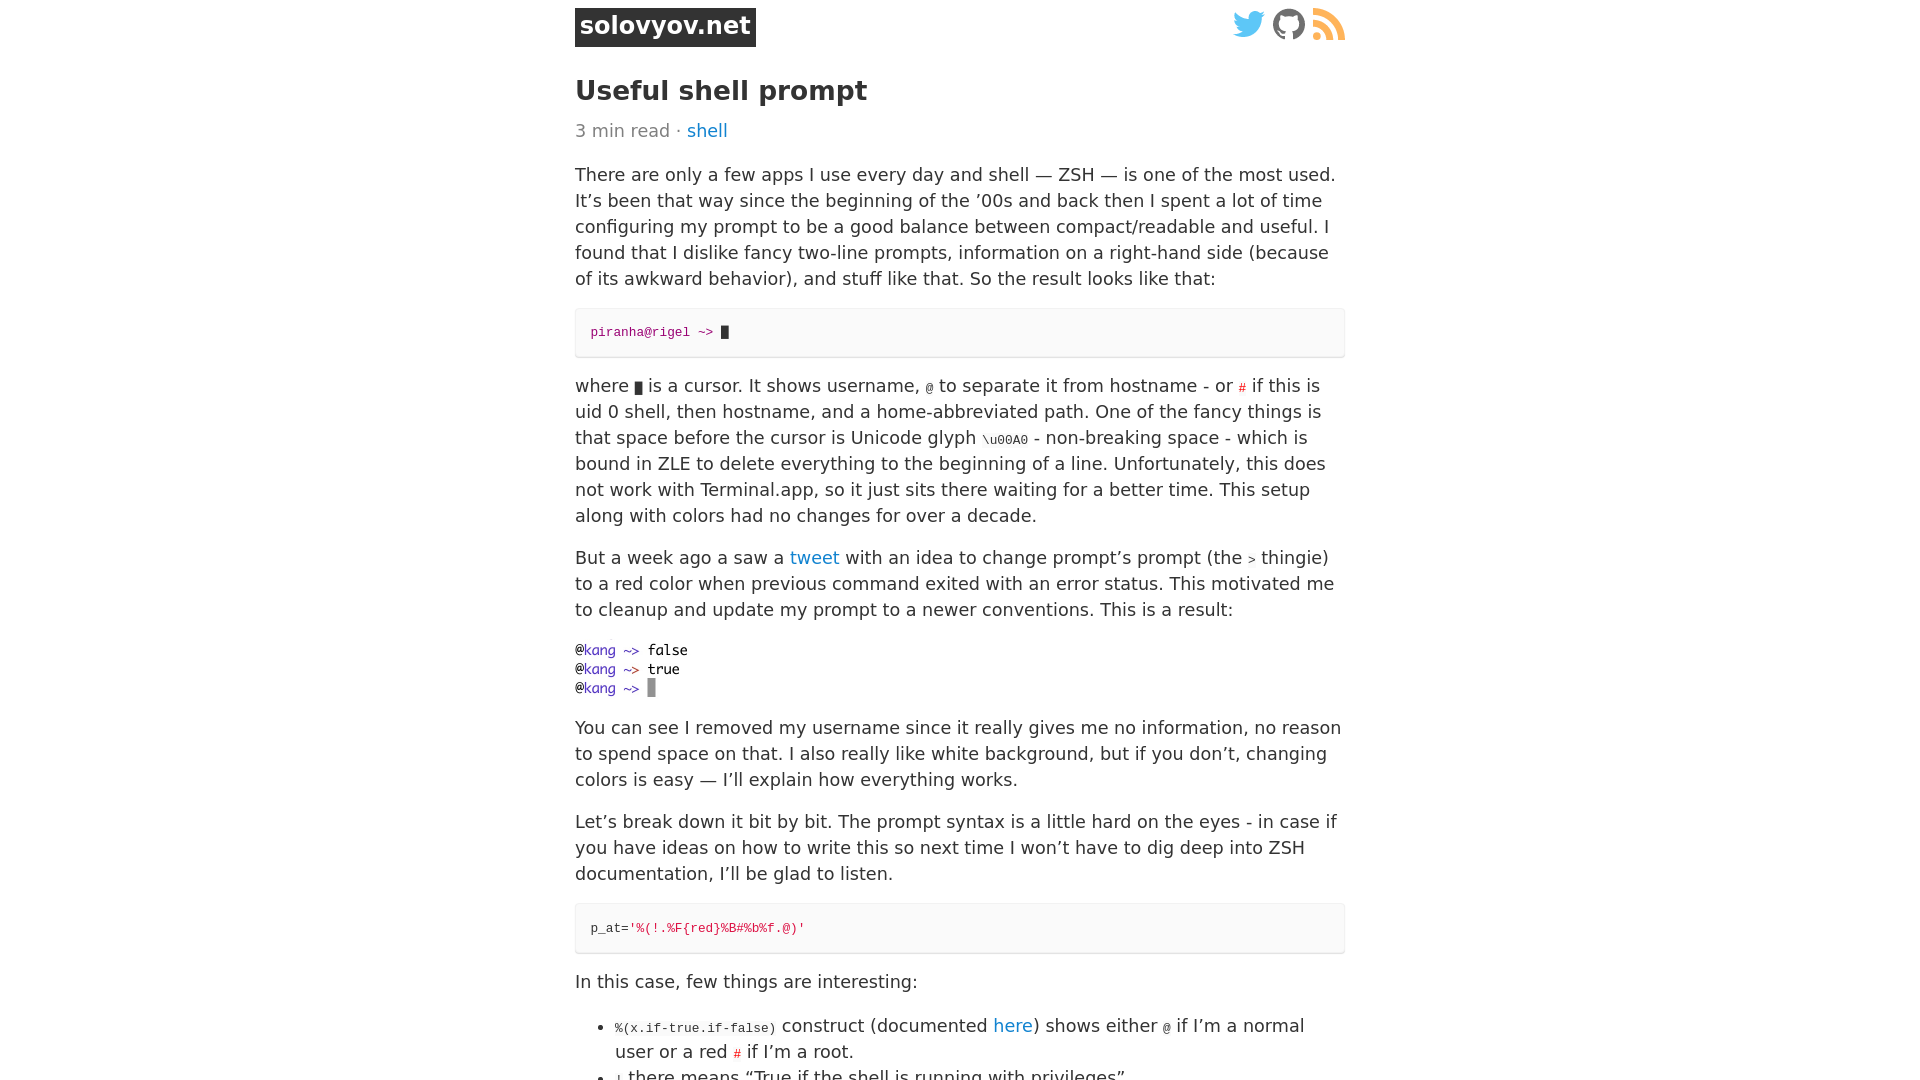 solovyov.net
Useful shell prompt
3 min read · shell
There are only a few apps I use every day and shell — ZSH — is one of the most used.
It’s been that way since the beginning of the ’00s and back then I spent a lot of time
configuring my prompt to be a good balance between compact/readable and useful. I
found that I dislike fancy two-line prompts, information on a right-hand side (because
of its awkward behavior), and stuff like that. So the result looks like that:
piranha@rigel ~> █
where █ is a cursor. It shows username, @ to separate it from hostname - or # if this is
uid 0 shell, then hostname, and a home-abbreviated path. One of the fancy things is
that space before the cursor is Unicode glyph \u00A0 - non-breaking space - which is
bound in ZLE to delete everything to the beginning of a line. Unfortunately, this does
not work with Terminal.app, so it just sits there waiting for a better time. This setup
along with colors had no changes for over a decade.
But a week ago a saw a tweet with an idea to change prompt’s prompt (the > thingie)
to a red color when previous command exited with an error status. This motivated me
to cleanup and update my prompt to a newer conventions. This is a result:
@kang ~> false
@kang ~> true
@kang ~>
You can see I removed my username since it really gives me no information, no reason
to spend space on that. I also really like white background, but if you don’t, changing
colors is easy — I’ll explain how everything works.
Let’s break down it bit by bit. The prompt syntax is a little hard on the eyes - in case if
you have ideas on how to write this so next time I won’t have to dig deep into ZSH
documentation, I’ll be glad to listen.
p_at='%(!.%F{red}%B#%b%f.@)'
In this case, few things are interesting:
• %(x.if-true.if-false) construct (documented here) shows either @ if I’m a normal
user or a red # if I’m a root.
• ! there means “True if the shell is running with privileges”